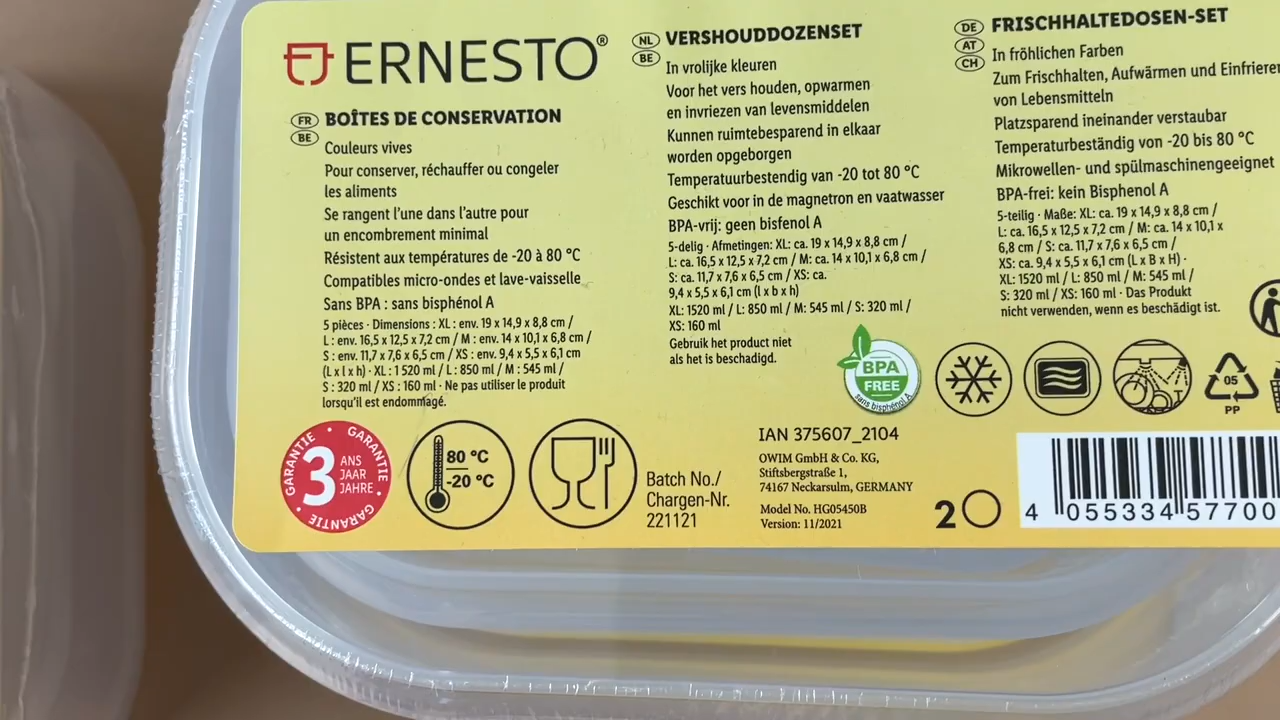 ERNESTO®
FR
BE
BOÎTES DE CONSERVATION
Couleurs vives
Pour conserver, réchauffer ou congeler
les aliments
Se rangent l'une dans l'autre pour
un encombrement minimal
Résistent aux températures de -20 à 80 °C
Compatibles micro-ondes et lave-vaisselle
Sans BPA : sans bisphénol A
5 pièces · Dimensions : XL : env. 19 x 14,9 x 8,8 cm /
L : env. 16,5 x 12,5 x 7,2 cm / M : env. 14 x 10,1 x 6,8 cm /
S : env. 11,7 x 7,6 x 6,5 cm / XS : env. 9,4 x 5,5 x 6,1 cm
(L x l x h) · XL : 1 520 ml / L : 850 ml / M : 545 ml /
S : 320 ml / XS : 160 ml · Ne pas utiliser le produit
lorsqu'il est endommagé.
NL
BE
VERSHOUDDOZENSET
In vrolijke kleuren
Voor het vers houden, opwarmen
en invriezen van levensmiddelen
Kunnen ruimtebesparend in elkaar
worden opgeborgen
Temperatuurbestendig van -20 tot 80 °C
Geschikt voor in de magnetron en vaatwasser
BPA-vrij: geen bisfenol A
5-delig · Afmetingen: XL: ca. 19 x 14,9 x 8,8 cm /
L: ca. 16,5 x 12,5 x 7,2 cm / M: ca. 14 x 10,1 x 6,8 cm /
S: ca. 11,7 x 7,6 x 6,5 cm / XS: ca.
9,4 x 5,5 x 6,1 cm (l x b x h)
XL: 1520 ml / L: 850 ml / M: 545 ml / S: 320 ml /
XS: 160 ml
Gebruik het product niet
als het is beschadigd.
DE
AT
CH
FRISCHHALTEDOSEN-SET
In fröhlichen Farben
Zum Frischhalten, Aufwärmen und Einfrieren
von Lebensmitteln
Platzsparend ineinander verstaubar
Temperaturbeständig von -20 bis 80 °C
Mikrowellen- und spülmaschinengeeignet
BPA-frei: kein Bisphenol A
5-teilig · Maße: XL: ca. 19 x 14,9 x 8,8 cm /
L: ca. 16,5 x 12,5 x 7,2 cm / M: ca. 14 x 10,1 x
6,8 cm / S: ca. 11,7 x 7,6 x 6,5 cm /
XS: ca. 9,4 x 5,5 x 6,1 cm (L x B x H) ·
XL: 1520 ml / L: 850 ml / M: 545 ml /
S: 320 ml / XS: 160 ml · Das Produkt
nicht verwenden, wenn es beschädigt ist.
BPA
FREE
sans bisphénol A
05
PP
GARANTIE · GARANTIE · GARANTIE
3
ANS
JAAR
JAHRE
80 °C
-20 °C
Batch No./
Chargen-Nr.
221121
IAN 375607_2104
OWIM GmbH & Co. KG,
Stiftsbergstraße 1,
74167 Neckarsulm, GERMANY
Model No. HG05450B
Version: 11/2021
2
4 055334 57700